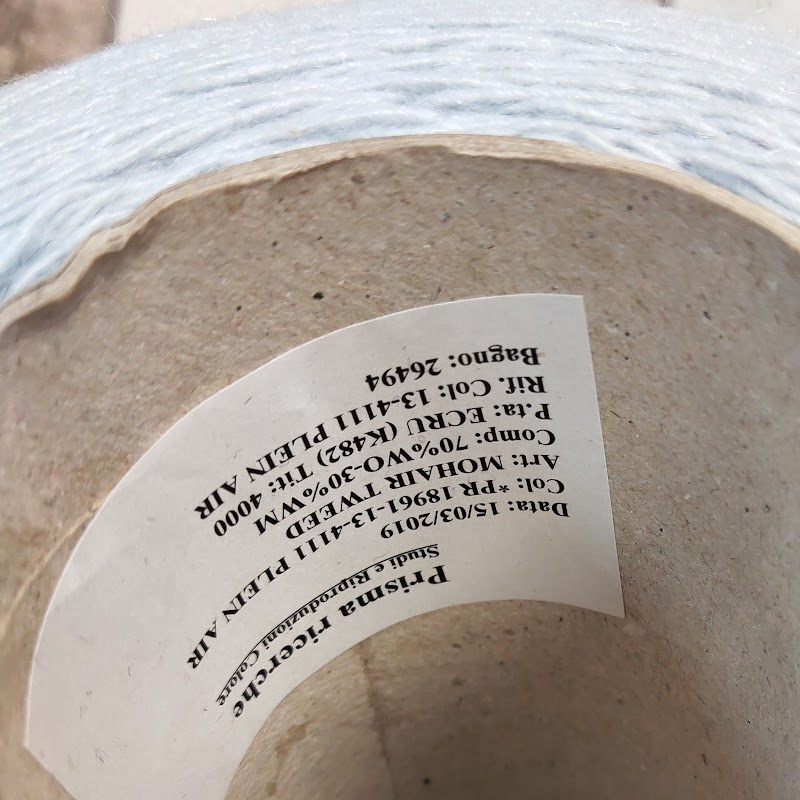 Prisma ricerche
Studi e Riproduzioni Colore
Data: 15/03/2019
Col: *PR 18961-13-4111 PLEIN AIR
Art: MOHAIR TWEED
Comp: 70%WO-30%WM
P.ta: ECRU (K482) Tit: 4000
Rif. Col: 13-4111 PLEIN AIR
Bagno: 26494